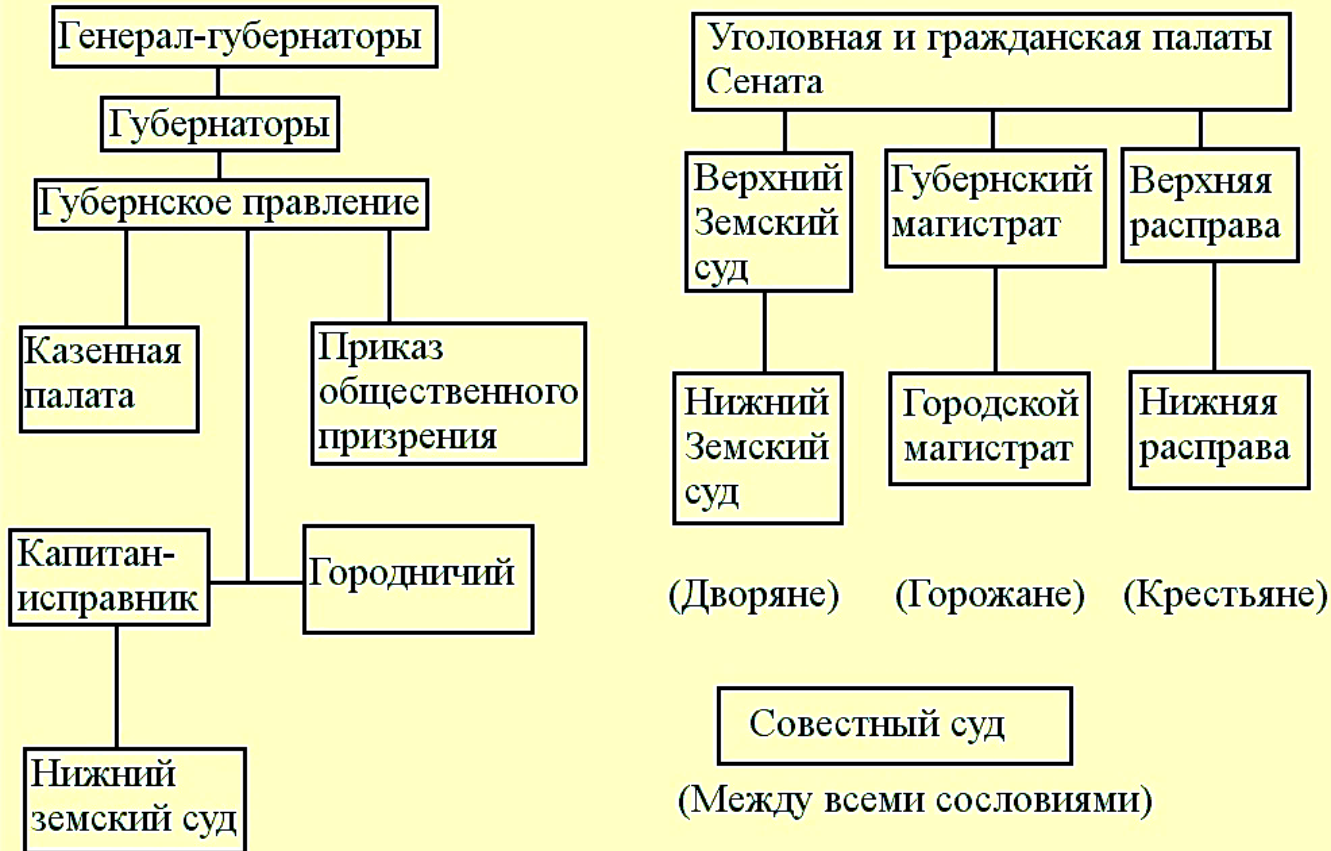 Генерал-губернаторы
Губернаторы
Губернское правление
Казенная
палата
Приказ
общественного
призрения
Капитан-
исправник
Городничий
Нижний
земский суд
Уголовная и гражданская палаты
Сената
Верхний
Земский
суд
Губернский
магистрат
Верхняя
расправа
Нижний
Земский
суд
Городской
магистрат
Нижняя
расправа
(Дворяне)
(Горожане)
(Крестьяне)
Совестный суд
(Между всеми сословиями)